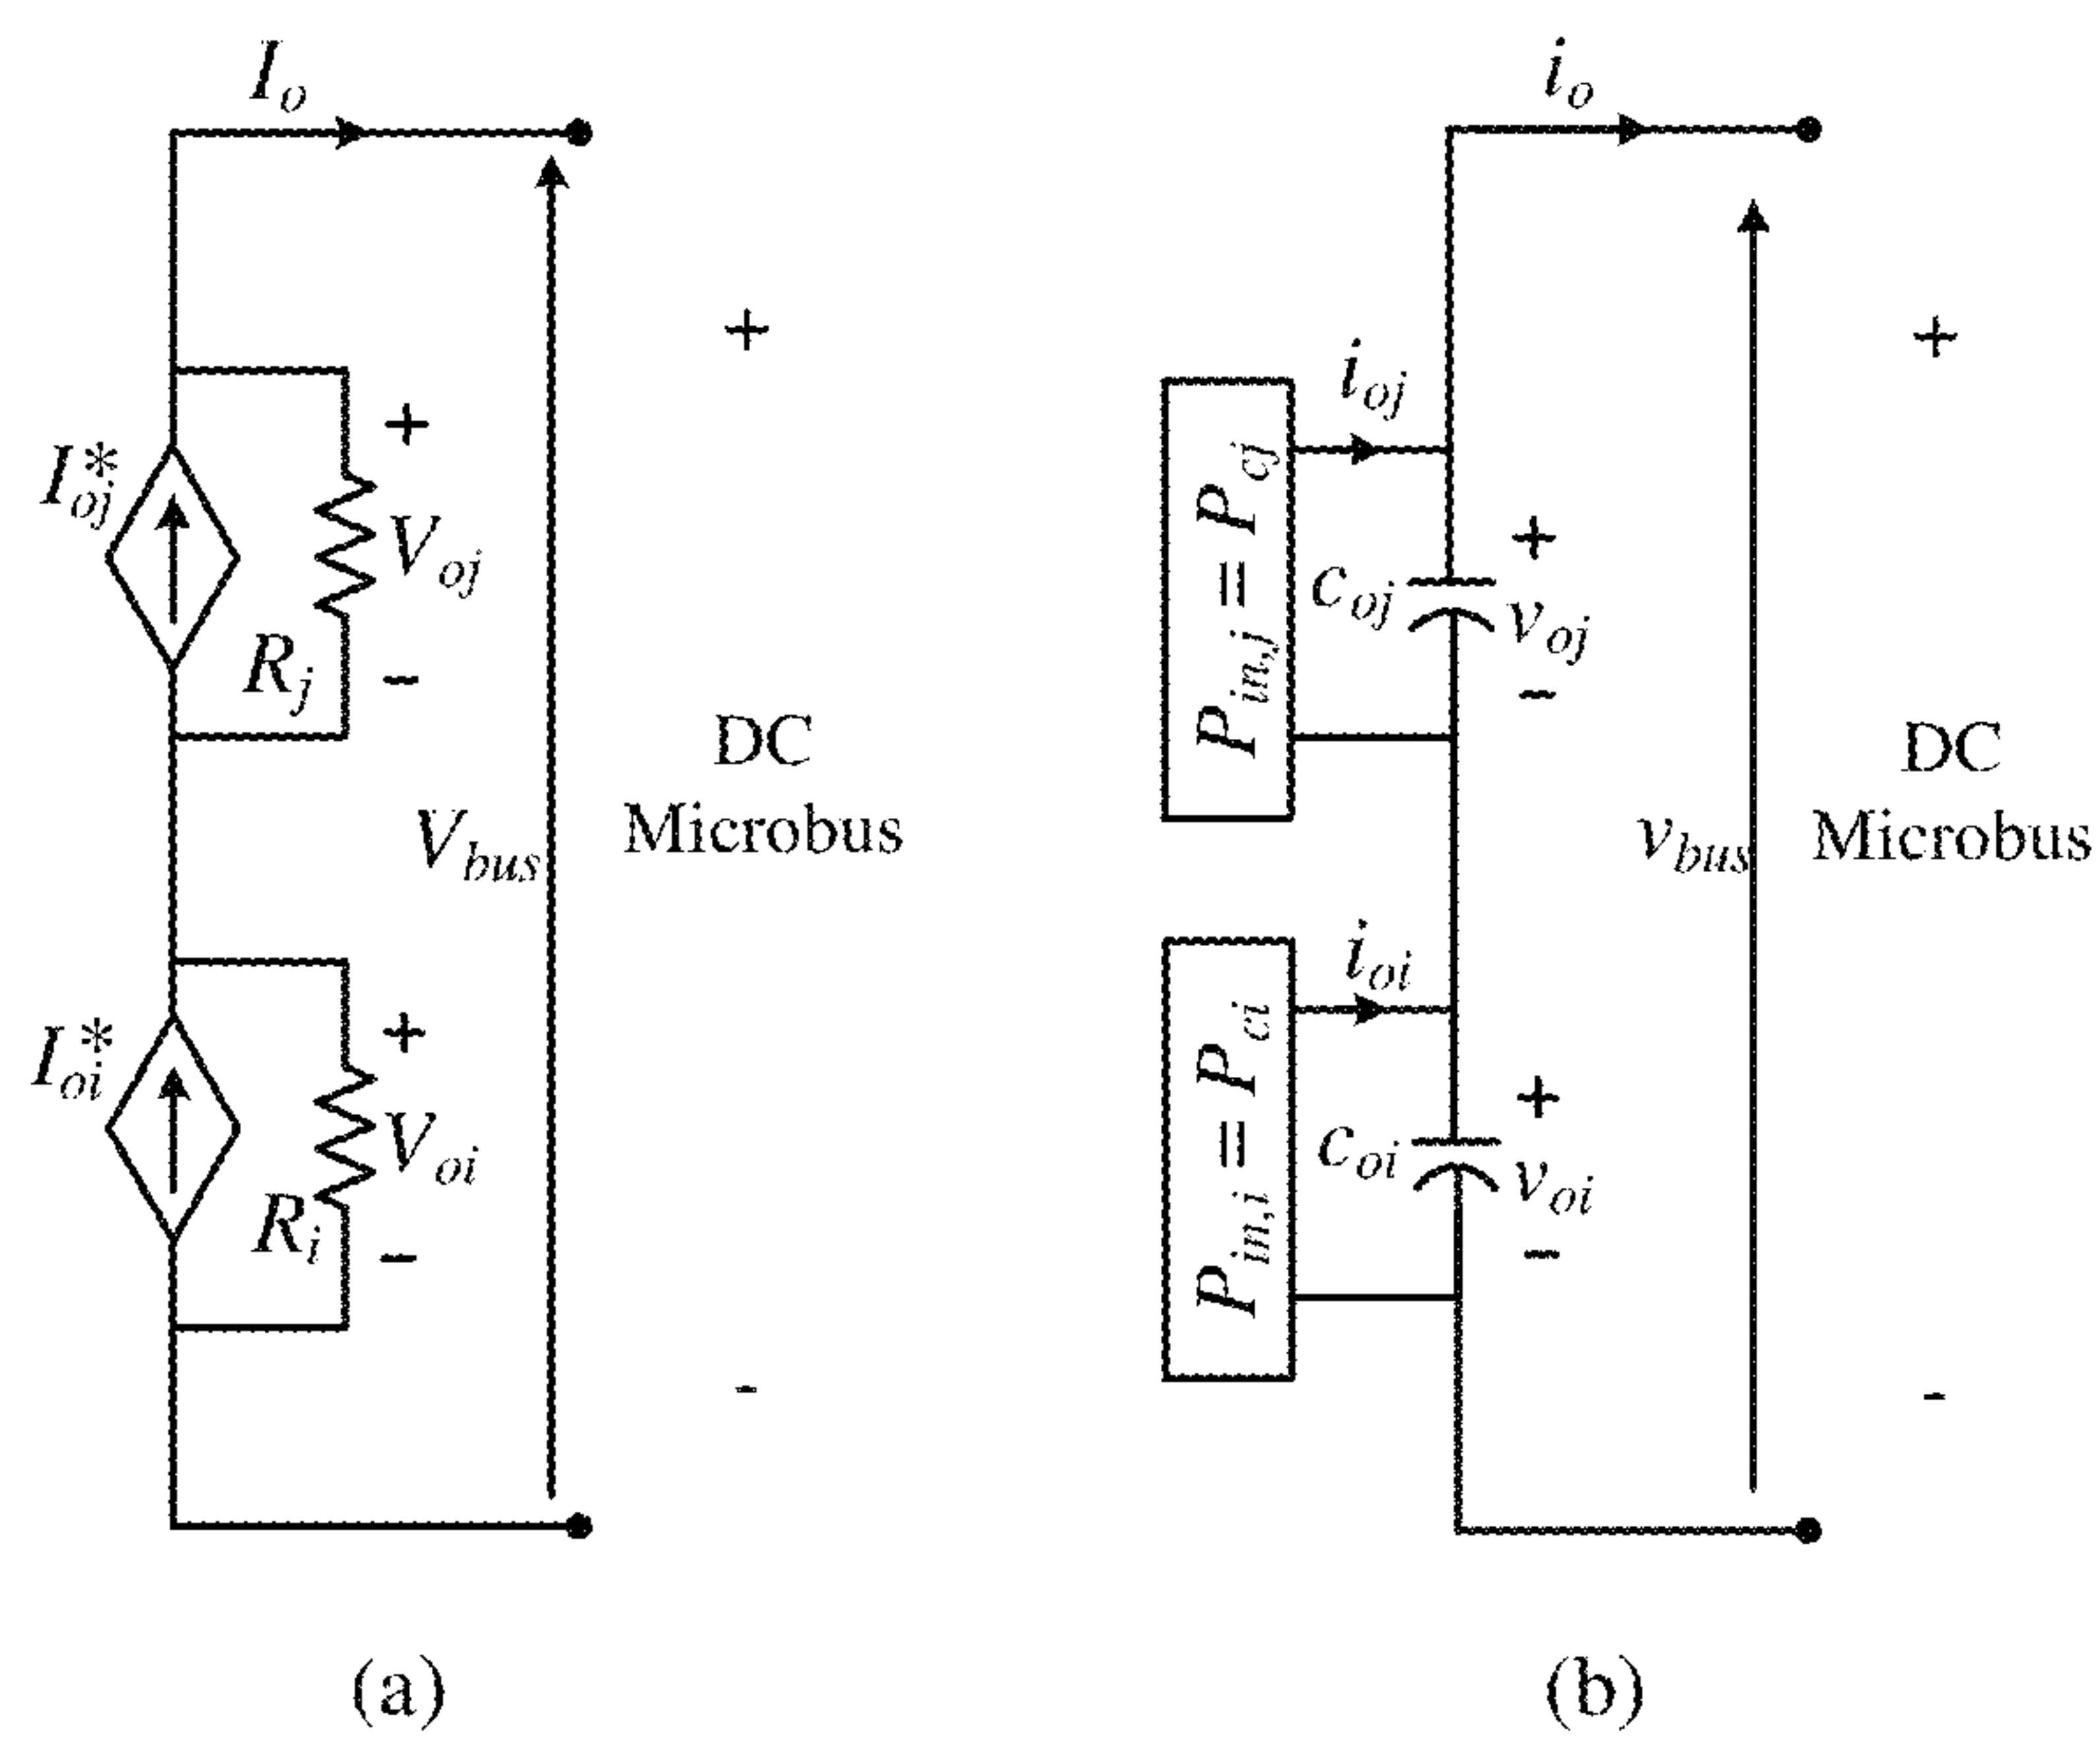 I_o
+
I*_oj
+
V_oj
R_j
−
DC
V_bus
Microbus
I*_oi
+
V_oi
R_i
−
-
(a)
i_o
+
i_oj
P_in,j = P_cj
+
c_oj
v_oj
−
DC
v_bus
Microbus
i_oi
P_in,i = P_ci
+
c_oi
v_oi
−
-
(b)